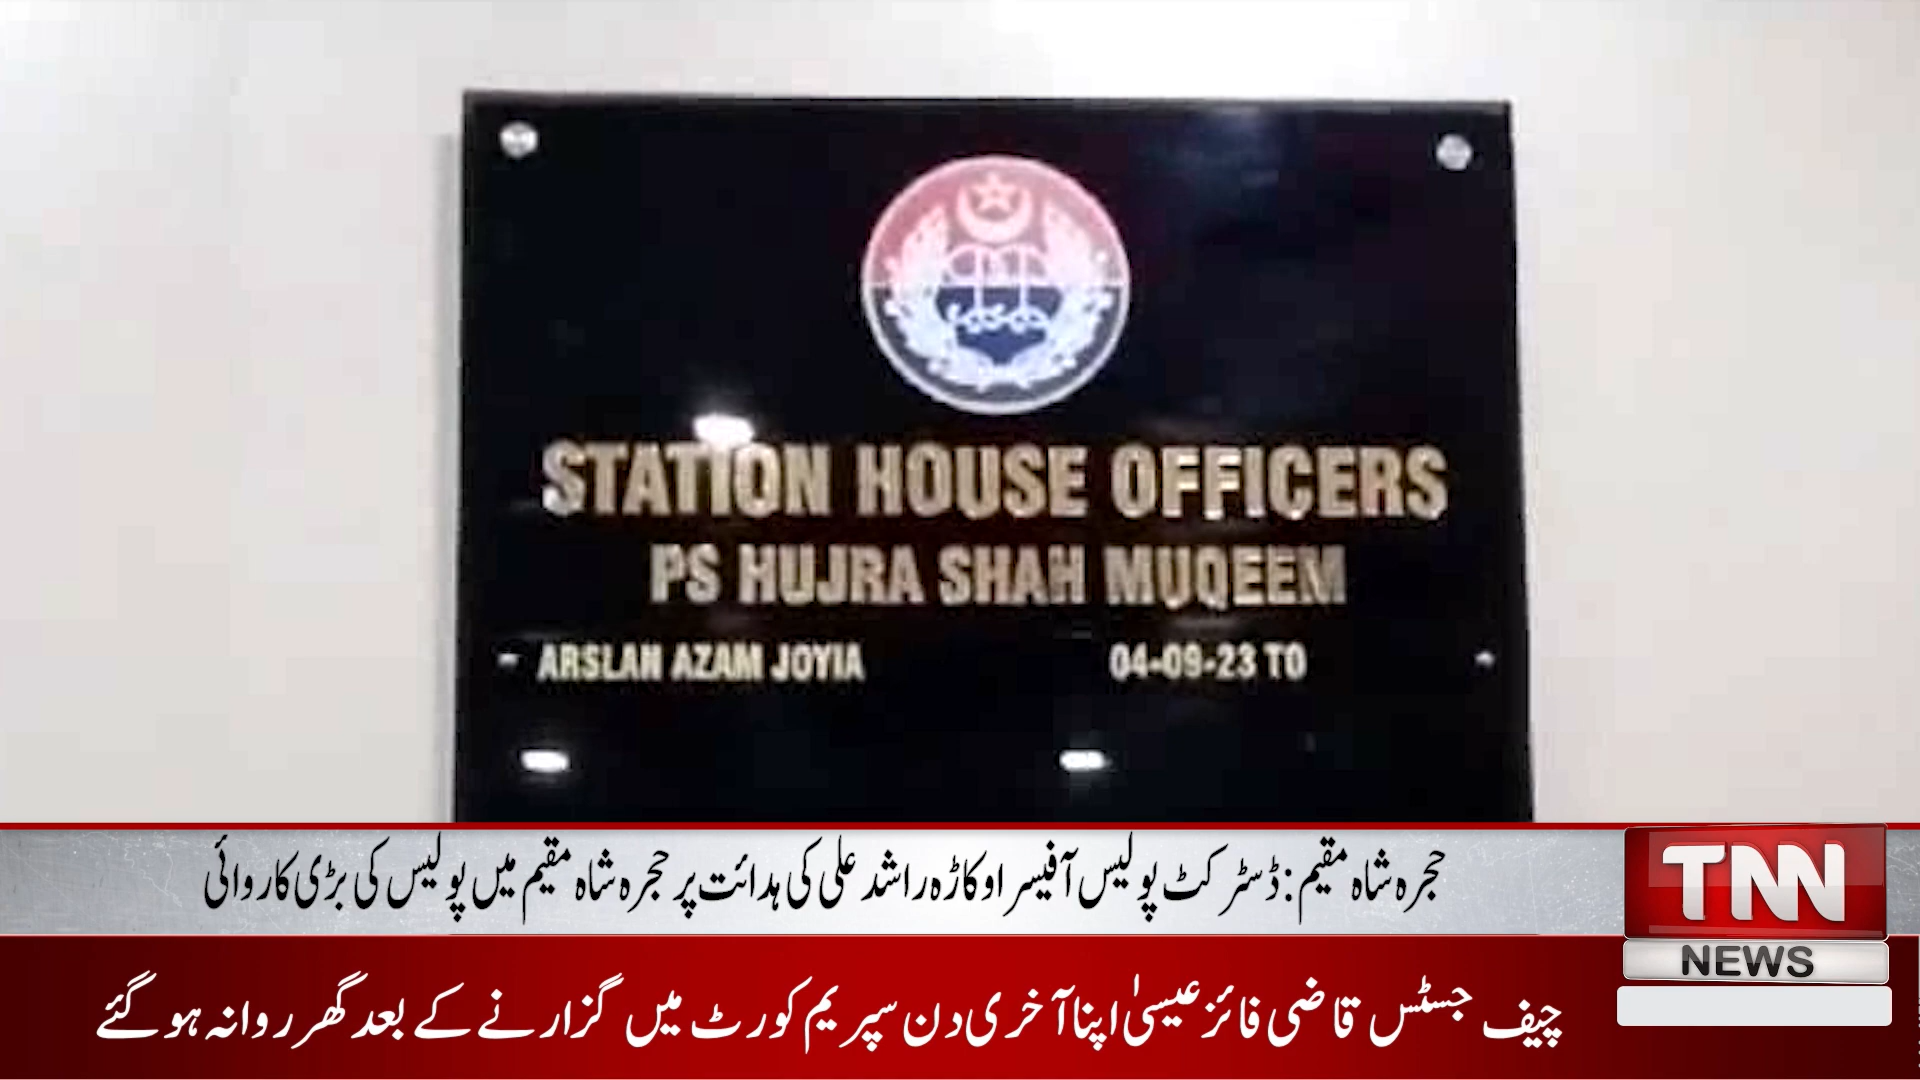 STATION HOUSE OFFICERS
PS HUJRA SHAH MUQEEM
ARSLAN AZAM JOYIA 04-09-23 TO
حجرہ شاہ مقیم : ڈسٹرکٹ پولیس آفیسر اوکاڑہ راشد علی کی ہدائت پر حجرہ شاہ مقیم میں پولیس کی بڑی کاروائی
TNN
NEWS
چیف جسٹس قاضی فائز عیسیٰ اپنا آخری دن سپریم کورٹ میں گزارنے کے بعد گھر روانہ ہو گئے